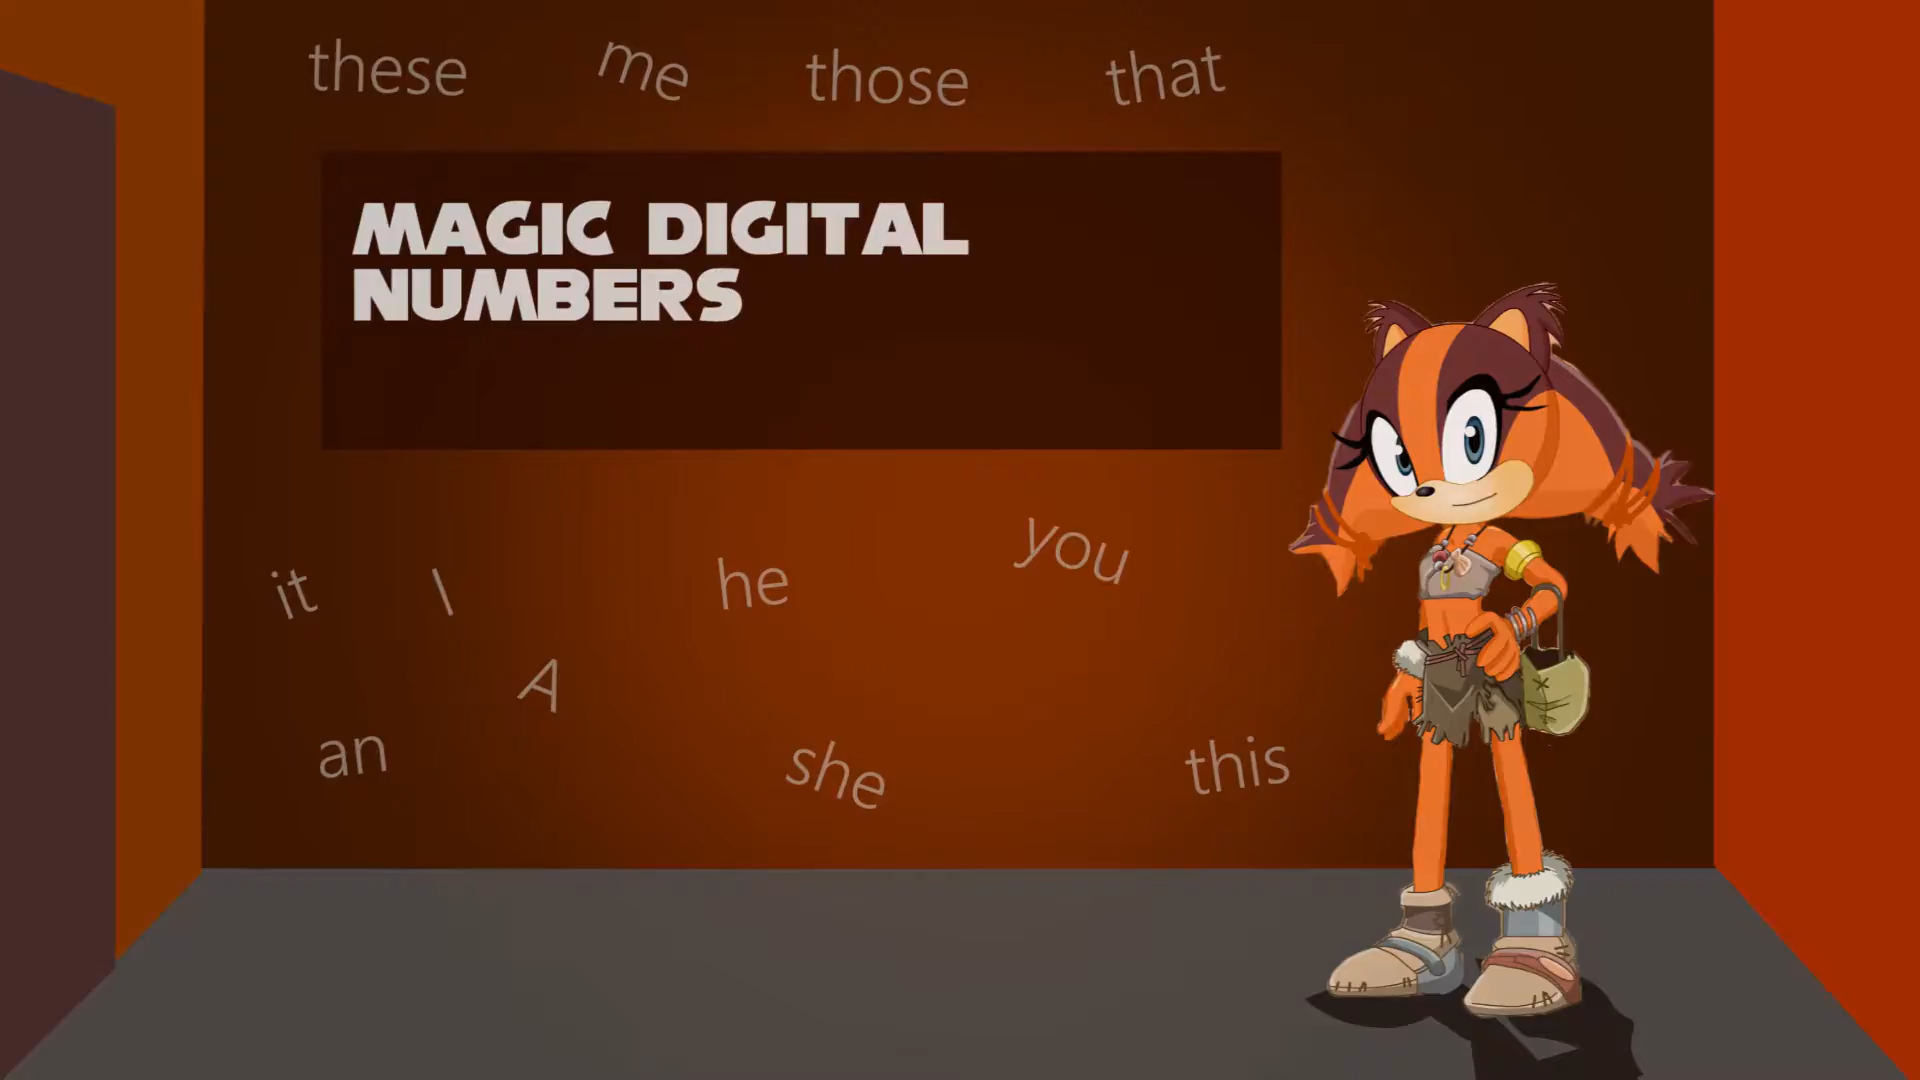 these me those that
MAGIC DIGITAL
NUMBERS
it I he you
A
an she this